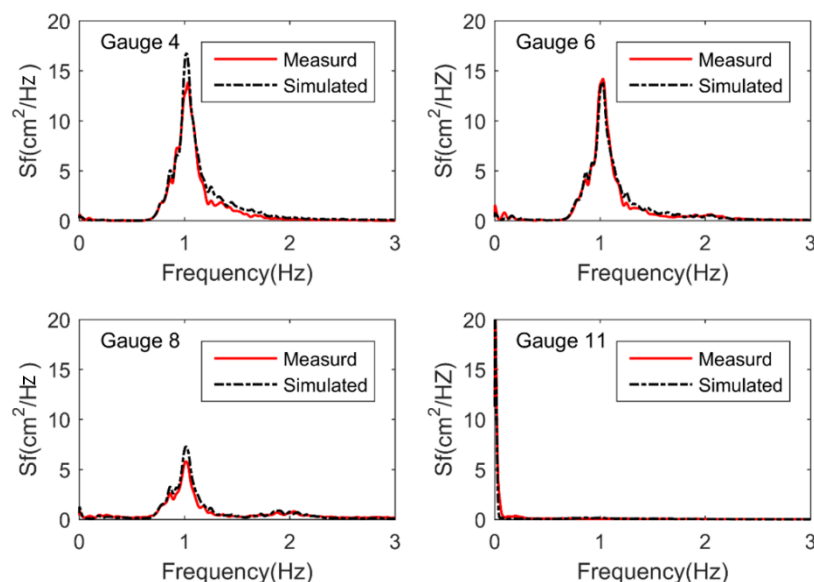 Gauge 4
Measurd
Simulated
20
15
10
5
0
Sf(cm²/Hz)
0 1 2 3
Frequency(Hz)
Gauge 6
Measurd
Simulated
20
15
10
5
0
Sf(cm²/HZ)
0 1 2 3
Frequency(Hz)
Gauge 8
Measurd
Simulated
20
15
10
5
0
Sf(cm²/Hz)
0 1 2 3
Frequency(Hz)
Gauge 11
Measurd
Simulated
20
15
10
5
0
Sf(cm²/HZ)
0 1 2 3
Frequency(Hz)